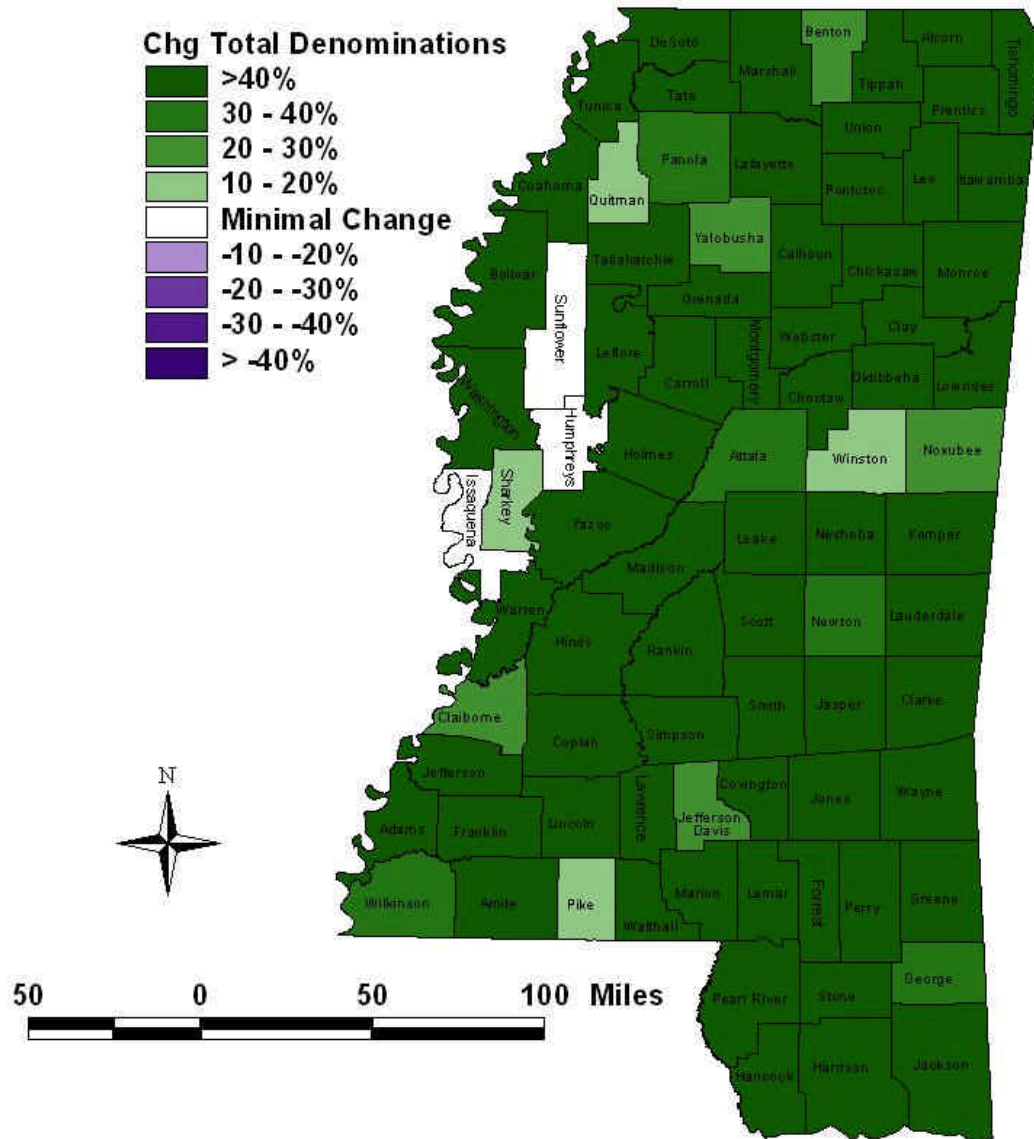 Chg Total Denominations
>40%
30 - 40%
20 - 30%
10 - 20%
Minimal Change
-10 - -20%
-20 - -30%
-30 - -40%
> -40%
DeSoto
Marshall
Benton
Alcorn
Tishomingo
Tippah
Prentiss
Tunica
Tate
Union
Panola
Lafayette
Coahoma
Quitman
Pontotoc
Lee
Itawamba
Yalobusha
Tallahatchie
Calhoun
Chickasaw
Monroe
Bolivar
Sunflower
Grenada
Leflore
Montgomery
Webster
Clay
Carroll
Choctaw
Oktibbeha
Lowndes
Washington
Humphreys
Holmes
Attala
Winston
Noxubee
Issaquena
Sharkey
Yazoo
Leake
Neshoba
Kemper
Madison
Warren
Hinds
Rankin
Scott
Newton
Lauderdale
Claiborne
Copiah
Simpson
Smith
Jasper
Clarke
Jefferson
Lawrence
Jefferson
Davis
Covington
Jones
Wayne
Adams
Franklin
Lincoln
Wilkinson
Amite
Pike
Walthall
Marion
Lamar
Forrest
Perry
Greene
George
Pearl River
Stone
Hancock
Harrison
Jackson
N
50 0 50 100 Miles